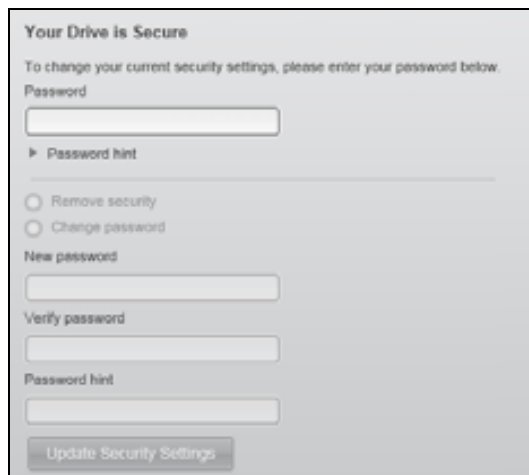 Your Drive is Secure
To change your current security settings, please enter your password below.
Password
Password hint
Remove security
Change password
New password
Verify password
Password hint
Update Security Settings